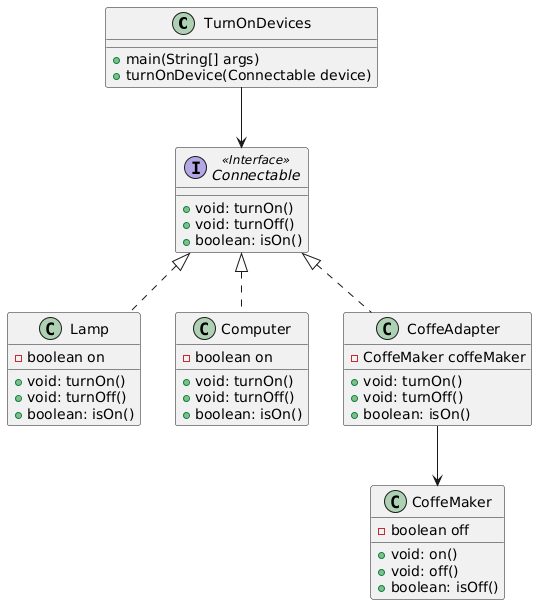 C TurnOnDevices
main(String[] args)
turnOnDevice(Connectable device)
I «Interface»
Connectable
void: turnOn()
void: turnOff()
boolean: isOn()
C Lamp
boolean on
void: turnOn()
void: turnOff()
boolean: isOn()
C Computer
boolean on
void: turnOn()
void: turnOff()
boolean: isOn()
C CoffeAdapter
CoffeMaker coffeMaker
void: turnOn()
void: turnOff()
boolean: isOn()
C CoffeMaker
boolean off
void: on()
void: off()
boolean: isOff()